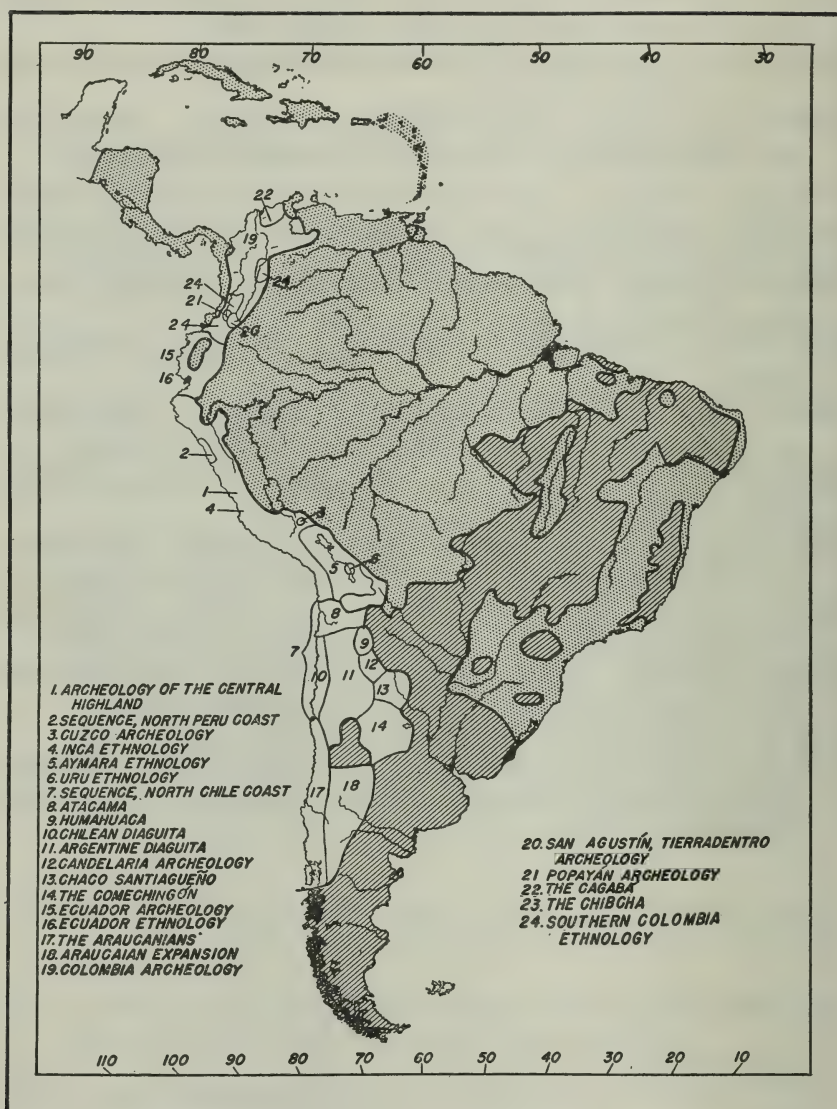 90 80 70 60 50 40 30
22
19
24
24
21
24
20
15
16
2
1
4
3
6
5
8
7
9
12
10
11
13
14
17
18
1. ARCHEOLOGY OF THE CENTRAL
HIGHLAND
2. SEQUENCE, NORTH PERU COAST
3. CUZCO ARCHEOLOGY
4. INCA ETHNOLOGY
5. AYMARA ETHNOLOGY
6. URU ETHNOLOGY
7. SEQUENCE, NORTH CHILE COAST
8. ATACAMA
9. HUMAHUACA
10. CHILEAN DIAGUITA
11. ARGENTINE DIAGUITA
12. CANDELARIA ARCHEOLOGY
13. CHACO SANTIAGUEÑO
14. THE COMECHINGÓN
15. ECUADOR ARCHEOLOGY
16. ECUADOR ETHNOLOGY
17. THE ARAUCANIANS
18. ARAUCAIAN EXPANSION
19. COLOMBIA ARCHEOLOGY
20. SAN AGUSTÍN, TIERRADENTRO
ARCHEOLOGY
21 POPAYÁN ARCHEOLOGY
22. THE CAGABÁ
23. THE CHIBCHA
24. SOUTHERN COLOMBIA
ETHNOLOGY
110 100 90 80 70 60 50 40 30 20 10